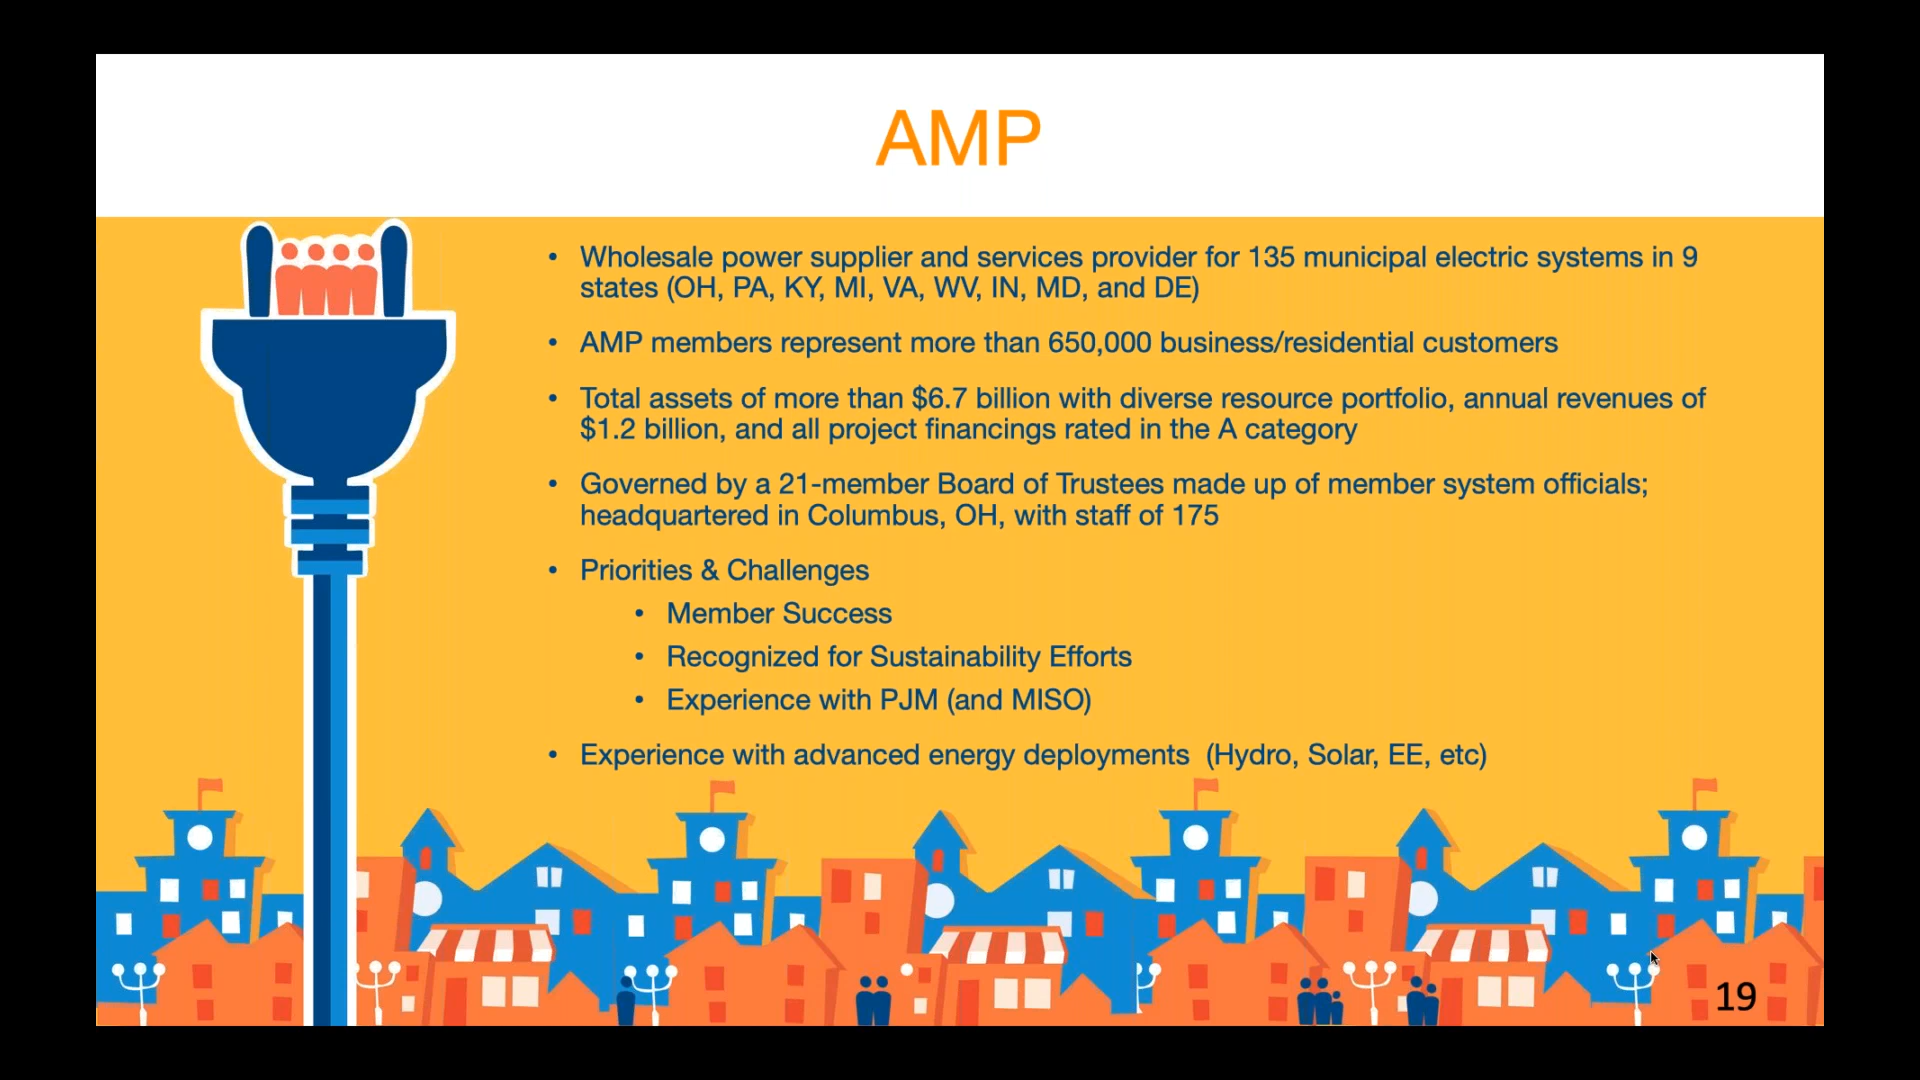 AMP
• Wholesale power supplier and services provider for 135 municipal electric systems in 9
states (OH, PA, KY, MI, VA, WV, IN, MD, and DE)
• AMP members represent more than 650,000 business/residential customers
• Total assets of more than $6.7 billion with diverse resource portfolio, annual revenues of
$1.2 billion, and all project financings rated in the A category
• Governed by a 21-member Board of Trustees made up of member system officials;
headquartered in Columbus, OH, with staff of 175
• Priorities & Challenges
• Member Success
• Recognized for Sustainability Efforts
• Experience with PJM (and MISO)
• Experience with advanced energy deployments  (Hydro, Solar, EE, etc)
19